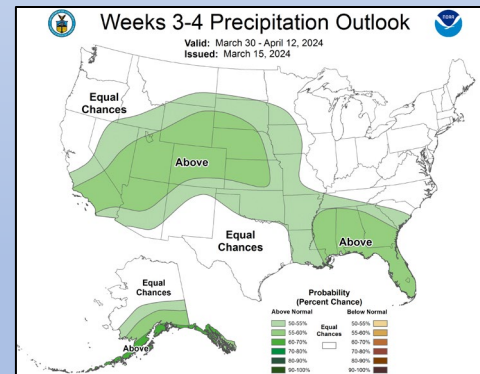 Weeks 3-4 Precipitation Outlook
Valid: March 30 - April 12, 2024
Issued: March 15, 2024
Equal
Chances
Above
Equal
Chances
Above
Equal
Chances
Above
Probability
(Percent Chance)
Above Normal
Below Normal
50-55%
55-60%
60-70%
70-80%
80-90%
90-100%
Equal
Chances
50-55%
55-60%
60-70%
70-80%
80-90%
90-100%